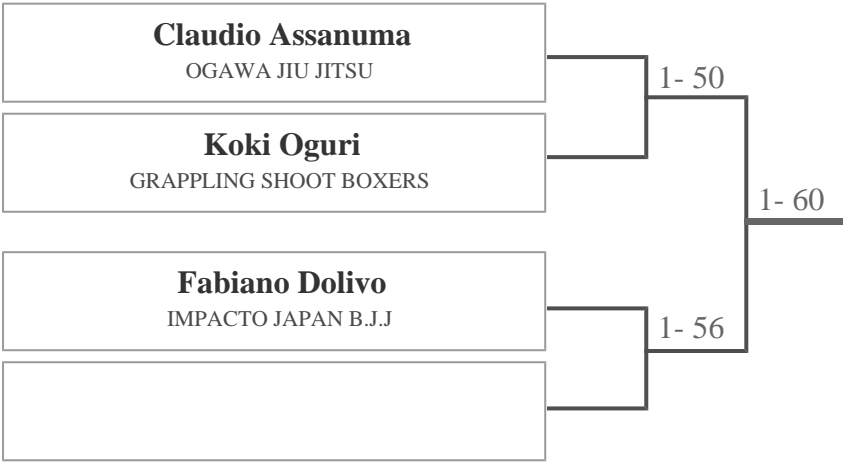 Claudio Assanuma
OGAWA JIU JITSU
1- 50
Koki Oguri
GRAPPLING SHOOT BOXERS
1- 60
Fabiano Dolivo
IMPACTO JAPAN B.J.J
1- 56